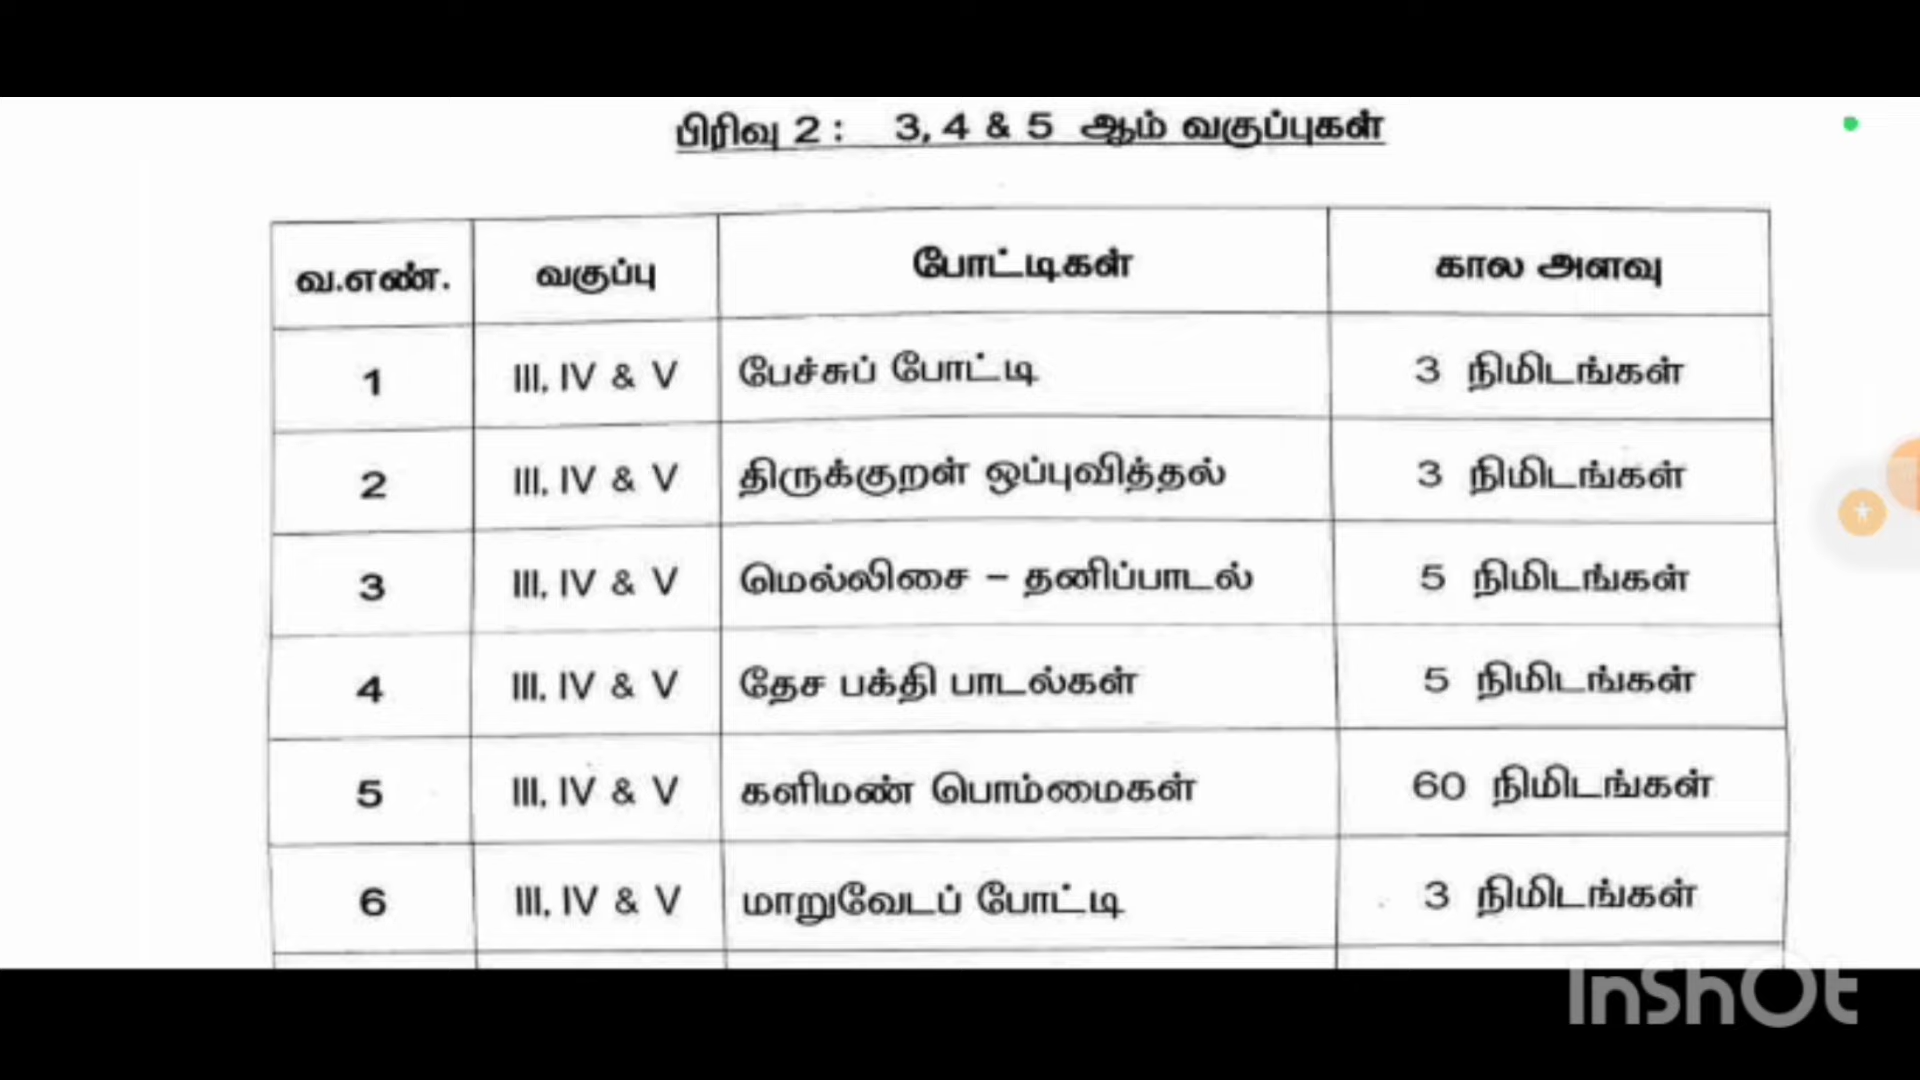 பிரிவு 2 : 3, 4 & 5 ஆம் வகுப்புகள்
வ.எண். வகுப்பு போட்டிகள் கால அளவு
1 III, IV & V பேச்சுப் போட்டி 3 நிமிடங்கள்
2 III, IV & V திருக்குறள் ஒப்புவித்தல் 3 நிமிடங்கள்
3 III, IV & V மெல்லிசை – தனிப்பாடல் 5 நிமிடங்கள்
4 III, IV & V தேச பக்தி பாடல்கள் 5 நிமிடங்கள்
5 III, IV & V களிமண் பொம்மைகள் 60 நிமிடங்கள்
6 III, IV & V மாறுவேடப் போட்டி 3 நிமிடங்கள்
InShOt